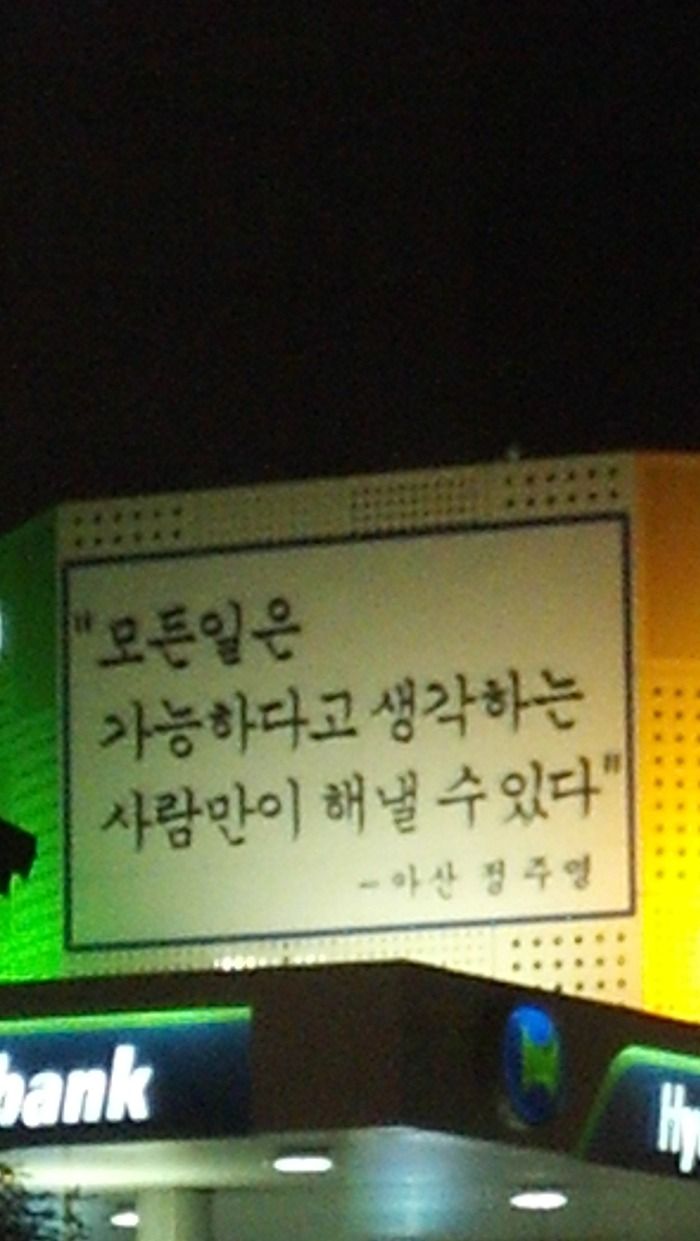 "모든일은
가능하다고 생각하는
사람만이 해낼 수 있다"
- 아산 정주영
bank
Hy